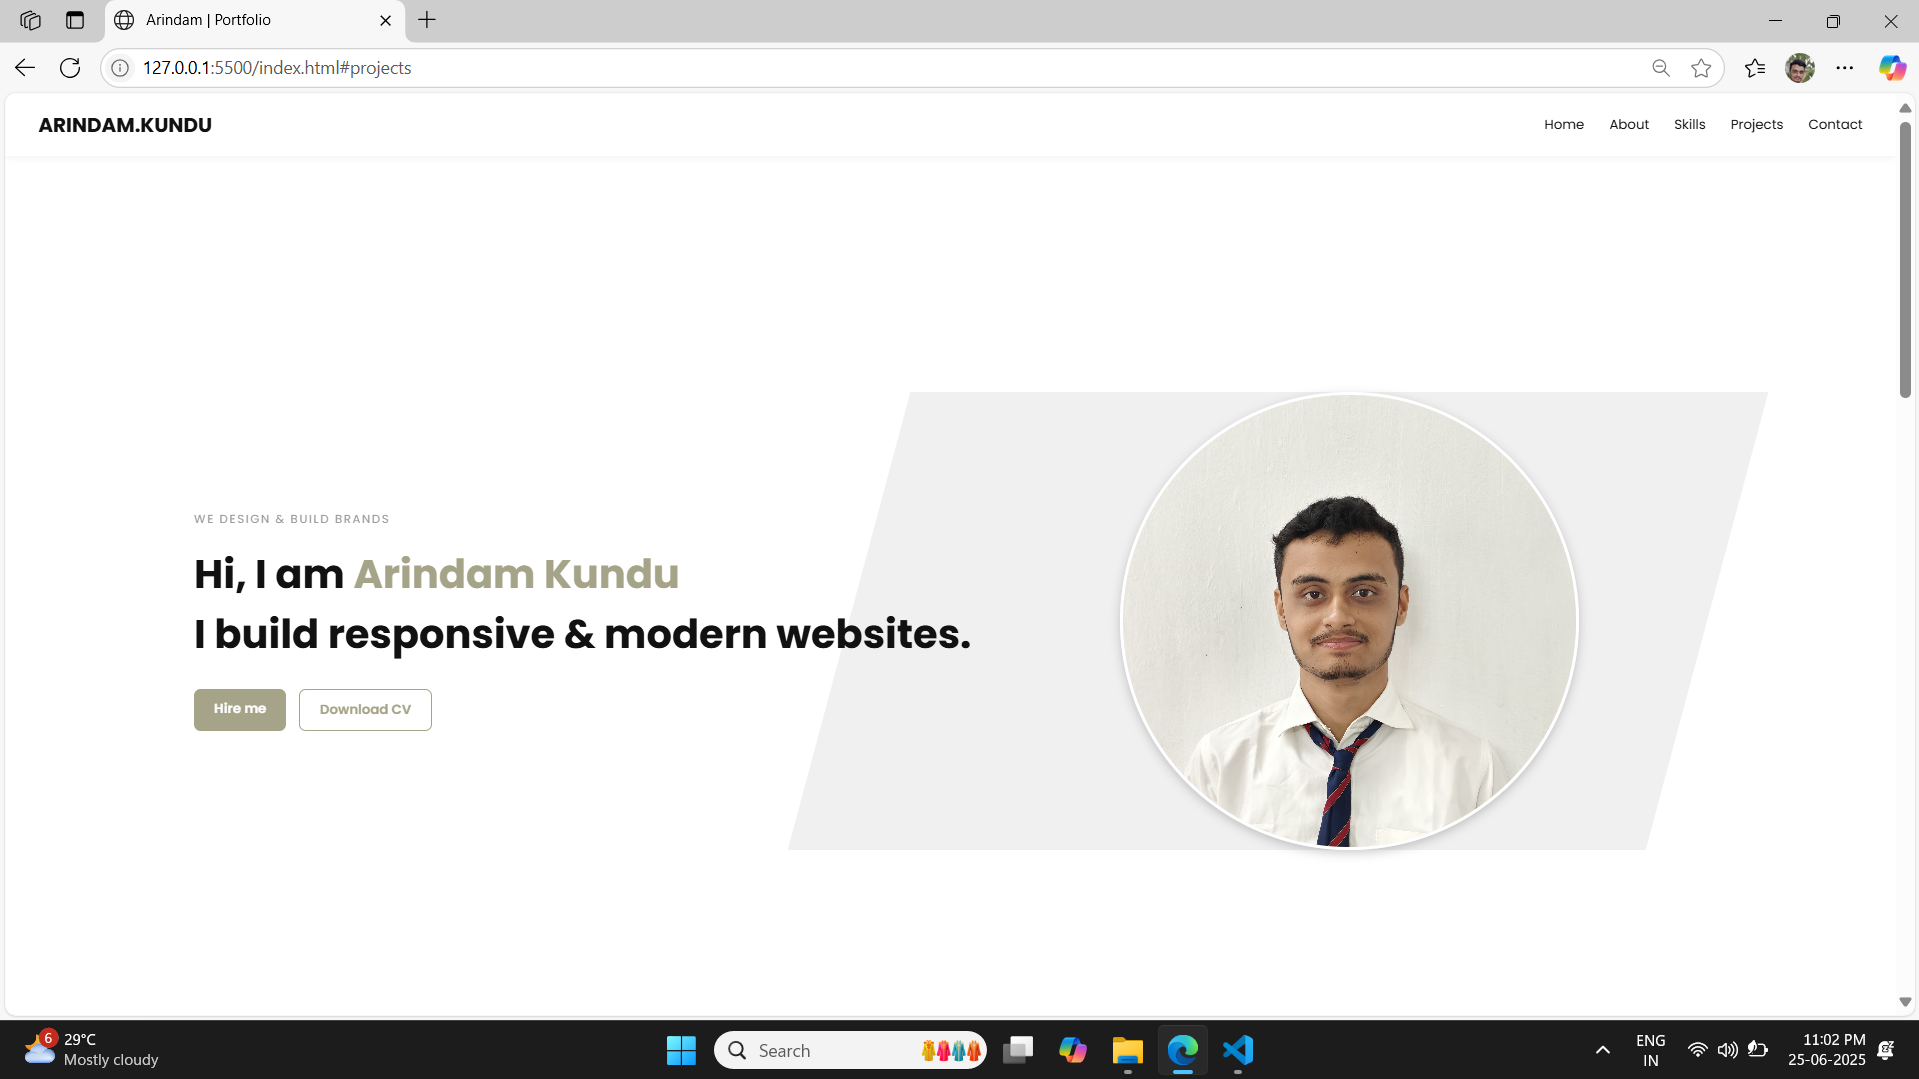 Arindam | Portfolio
127.0.0.1:5500/index.html#projects
ARINDAM.KUNDU
Home About Skills Projects Contact
WE DESIGN & BUILD BRANDS
Hi, I am Arindam Kundu
I build responsive & modern websites.
Hire me Download CV
6
29°C
Mostly cloudy
Search
ENG
IN
11:02 PM
25-06-2025